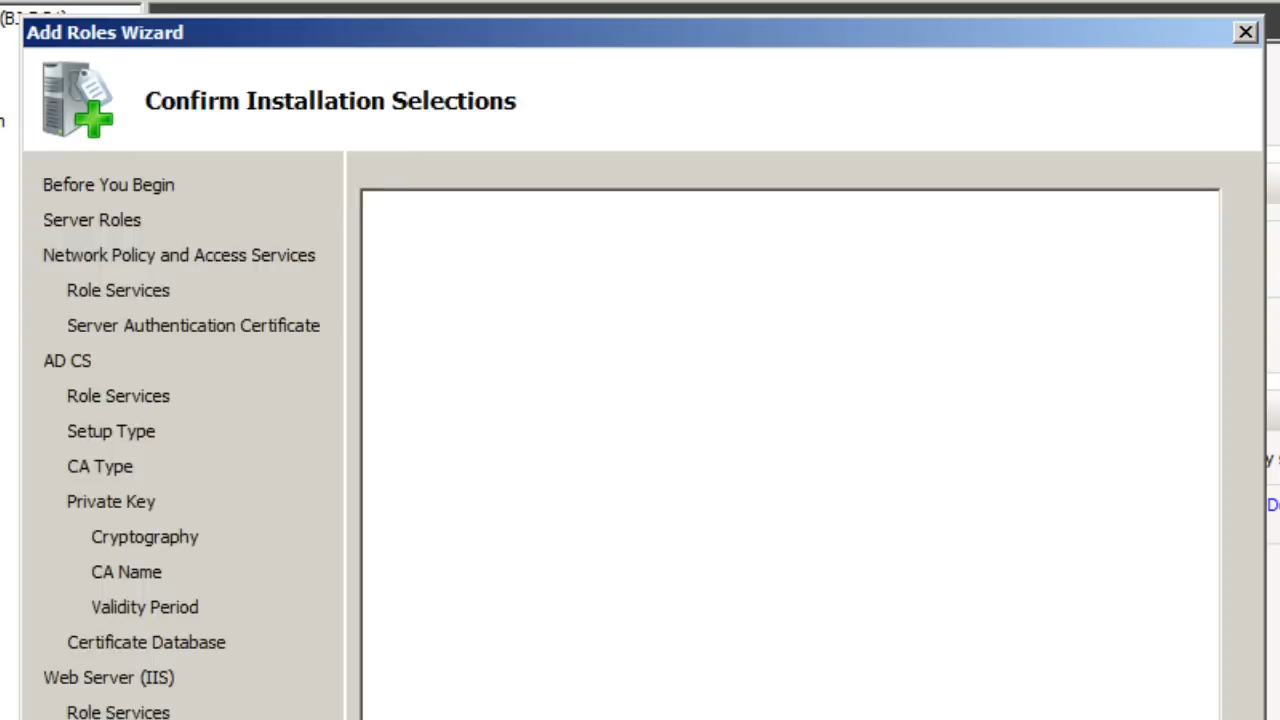 Add Roles Wizard
Confirm Installation Selections
Before You Begin
Server Roles
Network Policy and Access Services
Role Services
Server Authentication Certificate
AD CS
Role Services
Setup Type
CA Type
Private Key
Cryptography
CA Name
Validity Period
Certificate Database
Web Server (IIS)
Role Services